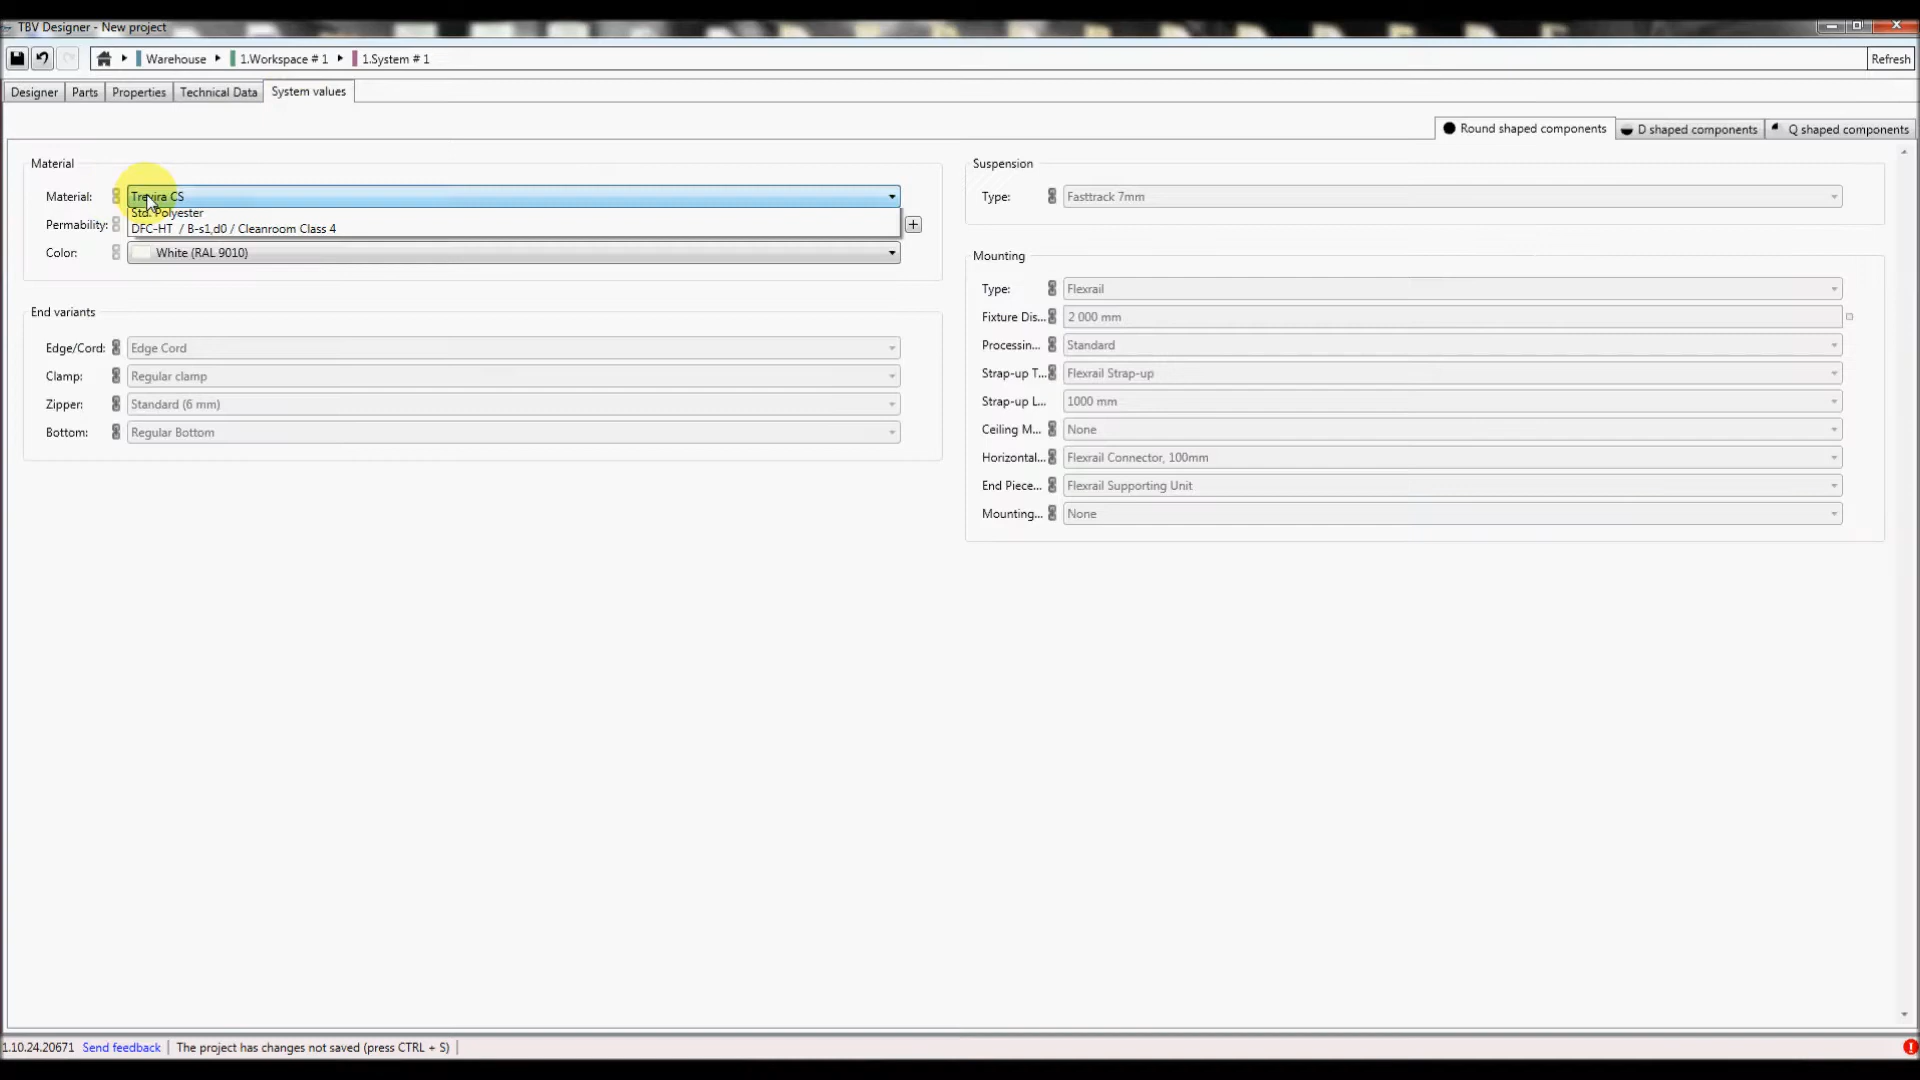 TBV Designer - New project
Warehouse 1.Workspace # 1 1.System # 1 Refresh
Designer Parts Properties Technical Data System values
Round shaped components D shaped components Q shaped components
Material
Material: Trevira CS
Std. Polyester
DFC-HT / B-s1,d0 / Cleanroom Class 4
Permability:
Color: White (RAL 9010)
End variants
Edge/Cord: Edge Cord
Clamp: Regular clamp
Zipper: Standard (6 mm)
Bottom: Regular Bottom
Suspension
Type: Fasttrack 7mm
Mounting
Type: Flexrail
Fixture Dis... 2 000 mm
Processin... Standard
Strap-up T... Flexrail Strap-up
Strap-up L... 1000 mm
Ceiling M... None
Horizontal... Flexrail Connector, 100mm
End Piece... Flexrail Supporting Unit
Mounting... None
1.10.24.20671 Send feedback The project has changes not saved (press CTRL + S)